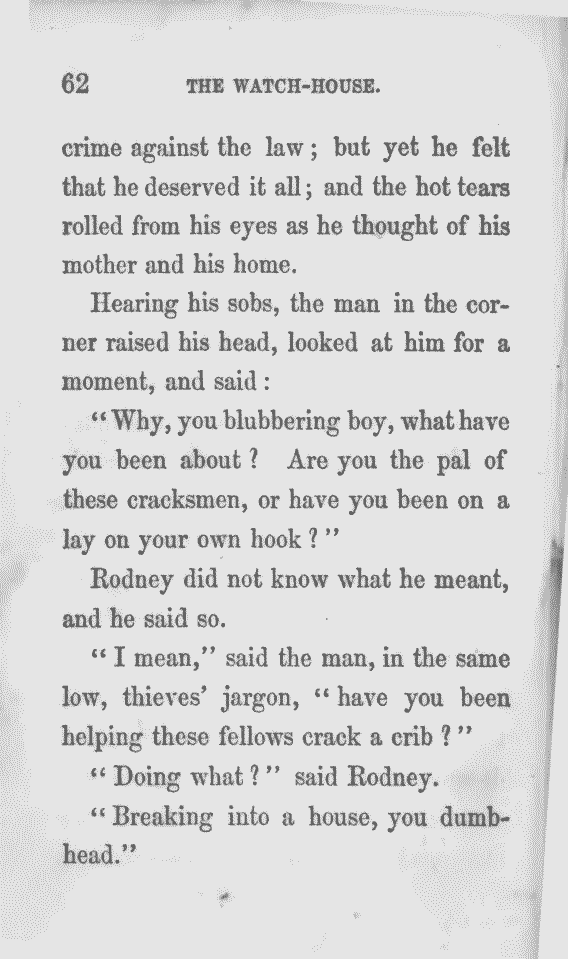 62 THE WATCH-HOUSE.
crime against the law; but yet he felt
that he deserved it all; and the hot tears
rolled from his eyes as he thought of his
mother and his home.
Hearing his sobs, the man in the cor-
ner raised his head, looked at him for a
moment, and said:
"Why, you blubbering boy, what have
you been about? Are you the pal of
these cracksmen, or have you been on a
lay on your own hook?"
Rodney did not know what he meant,
and he said so.
"I mean," said the man, in the same
low, thieves' jargon, "have you been
helping these fellows crack a crib?"
"Doing what?" said Rodney.
"Breaking into a house, you dumb-
head."